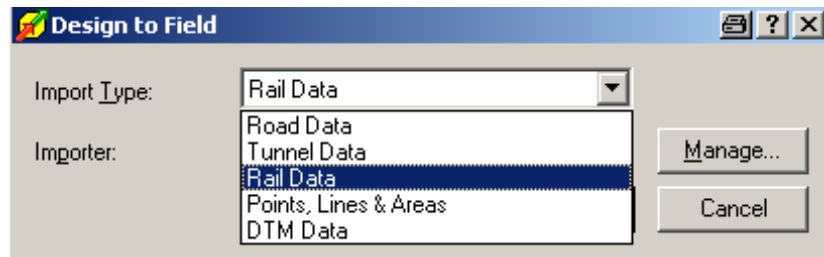 Design to Field
Import Type:
Rail Data
Road Data
Importer:
Tunnel Data
Manage...
Rail Data
Points, Lines & Areas
Cancel
DTM Data